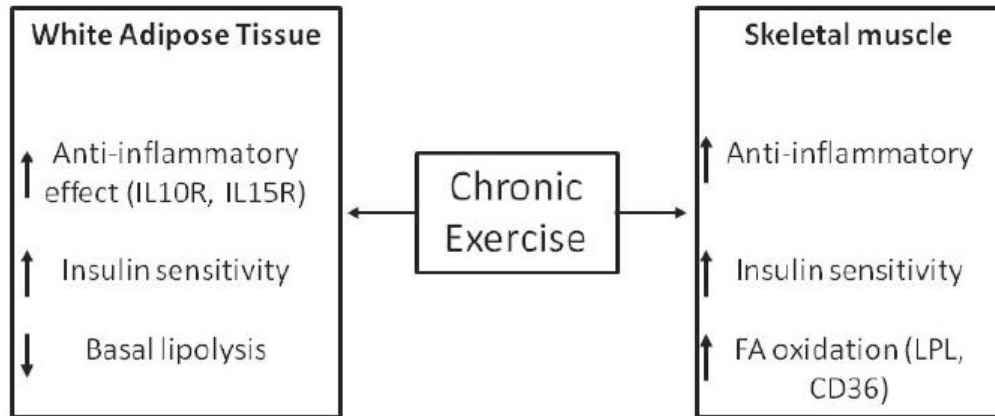 White Adipose Tissue
Anti-inflammatory
effect (IL10R, IL15R)
Insulin sensitivity
Basal lipolysis
Chronic
Exercise
Skeletal muscle
Anti-inflammatory
Insulin sensitivity
FA oxidation (LPL,
CD36)